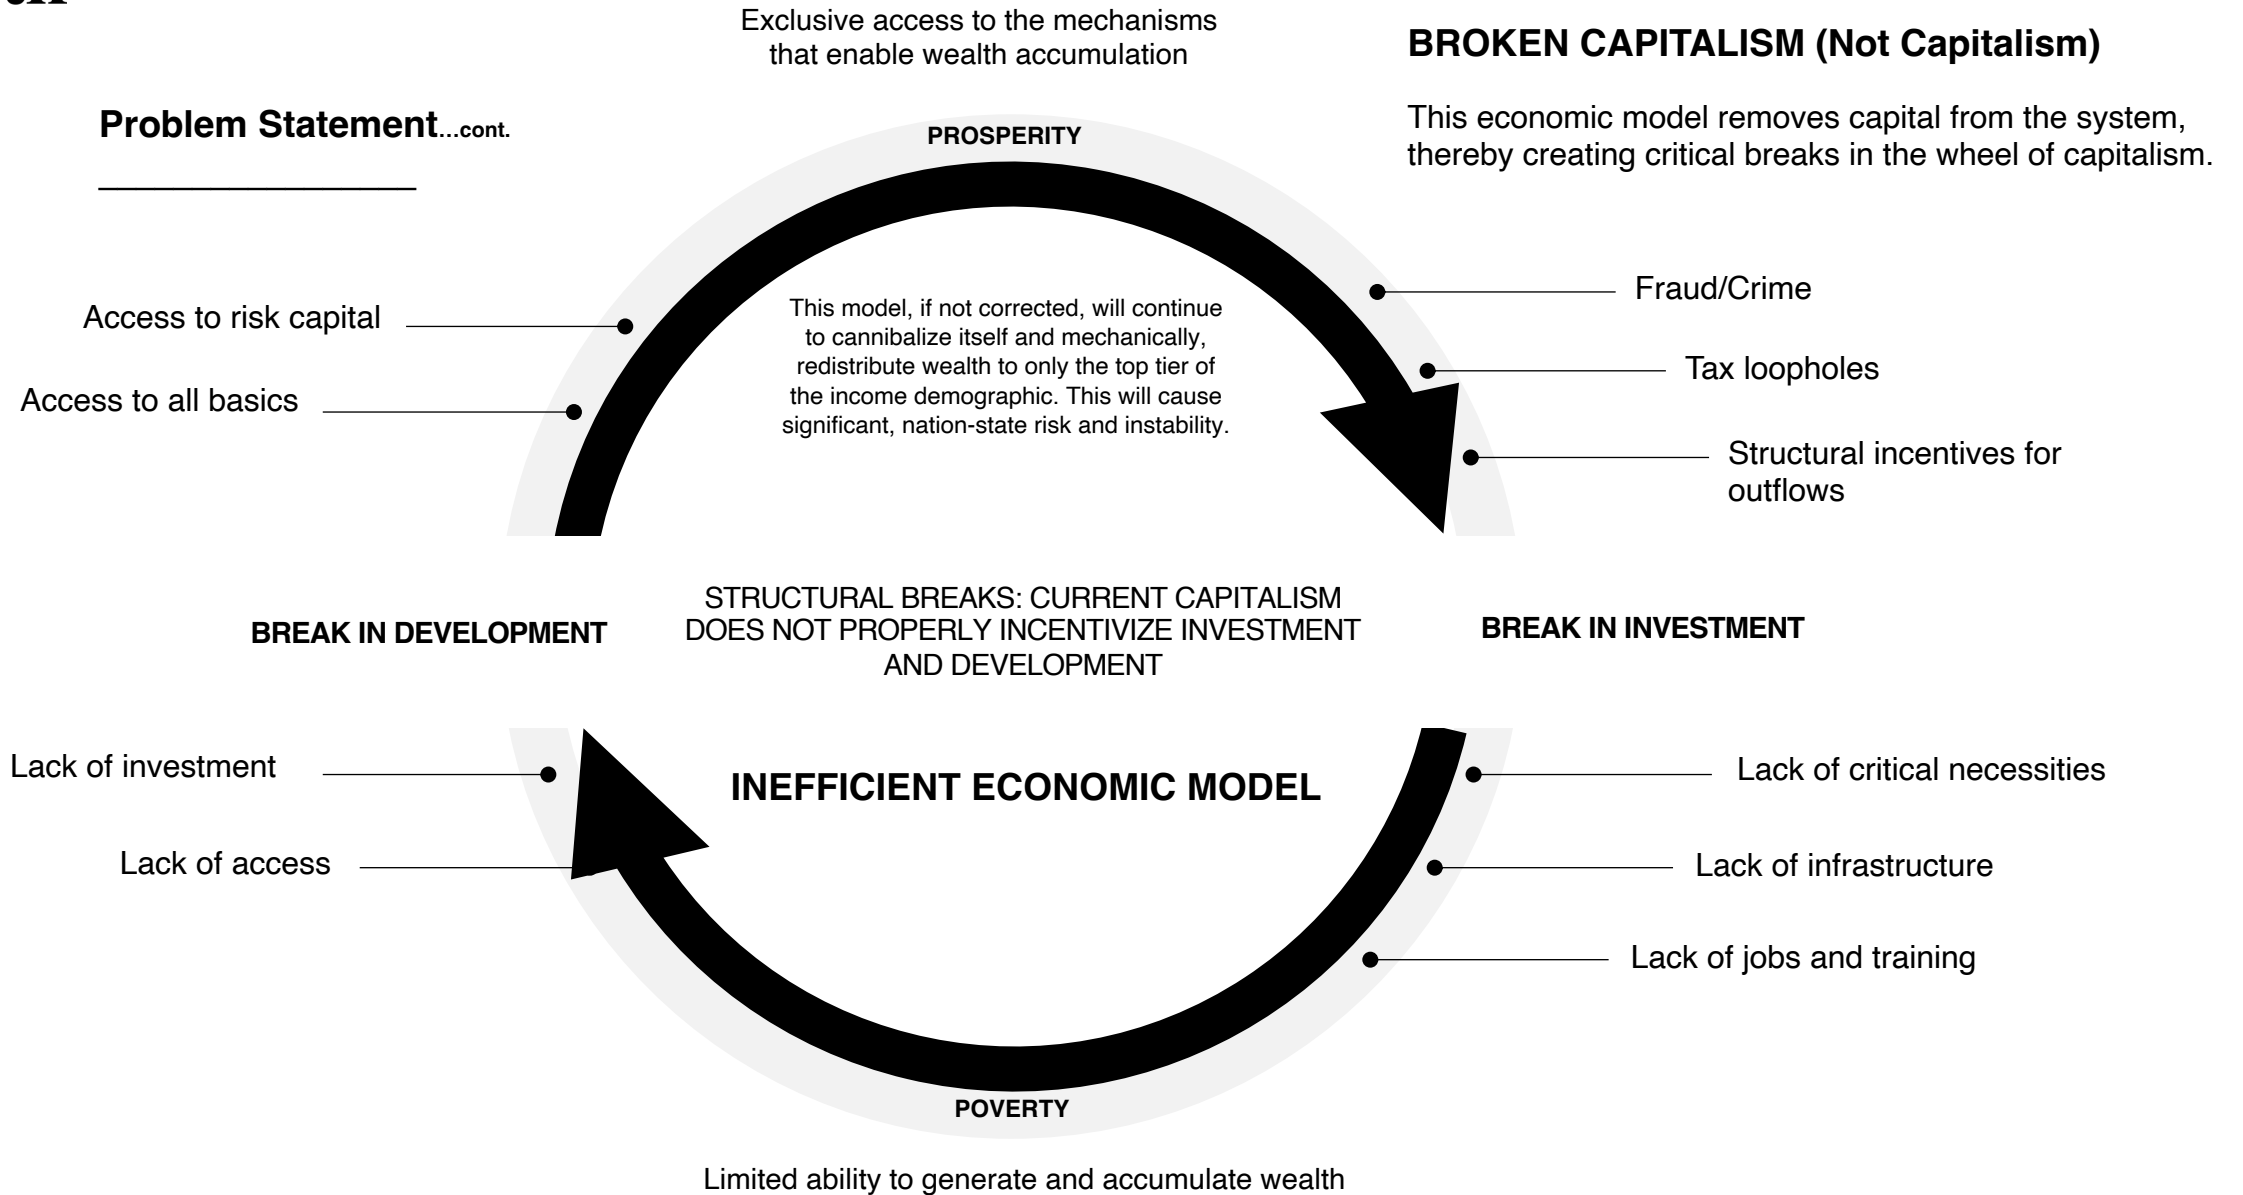 Exclusive access to the mechanisms
that enable wealth accumulation
BROKEN CAPITALISM (Not Capitalism)
This economic model removes capital from the system,
thereby creating critical breaks in the wheel of capitalism.
Problem Statement...cont.
PROSPERITY
Access to risk capital
Access to all basics
This model, if not corrected, will continue
to cannibalize itself and mechanically,
redistribute wealth to only the top tier of
the income demographic. This will cause
significant, nation-state risk and instability.
Fraud/Crime
Tax loopholes
Structural incentives for
outflows
BREAK IN DEVELOPMENT
STRUCTURAL BREAKS: CURRENT CAPITALISM
DOES NOT PROPERLY INCENTIVIZE INVESTMENT
AND DEVELOPMENT
BREAK IN INVESTMENT
Lack of investment
Lack of access
INEFFICIENT ECONOMIC MODEL
Lack of critical necessities
Lack of infrastructure
Lack of jobs and training
POVERTY
Limited ability to generate and accumulate wealth